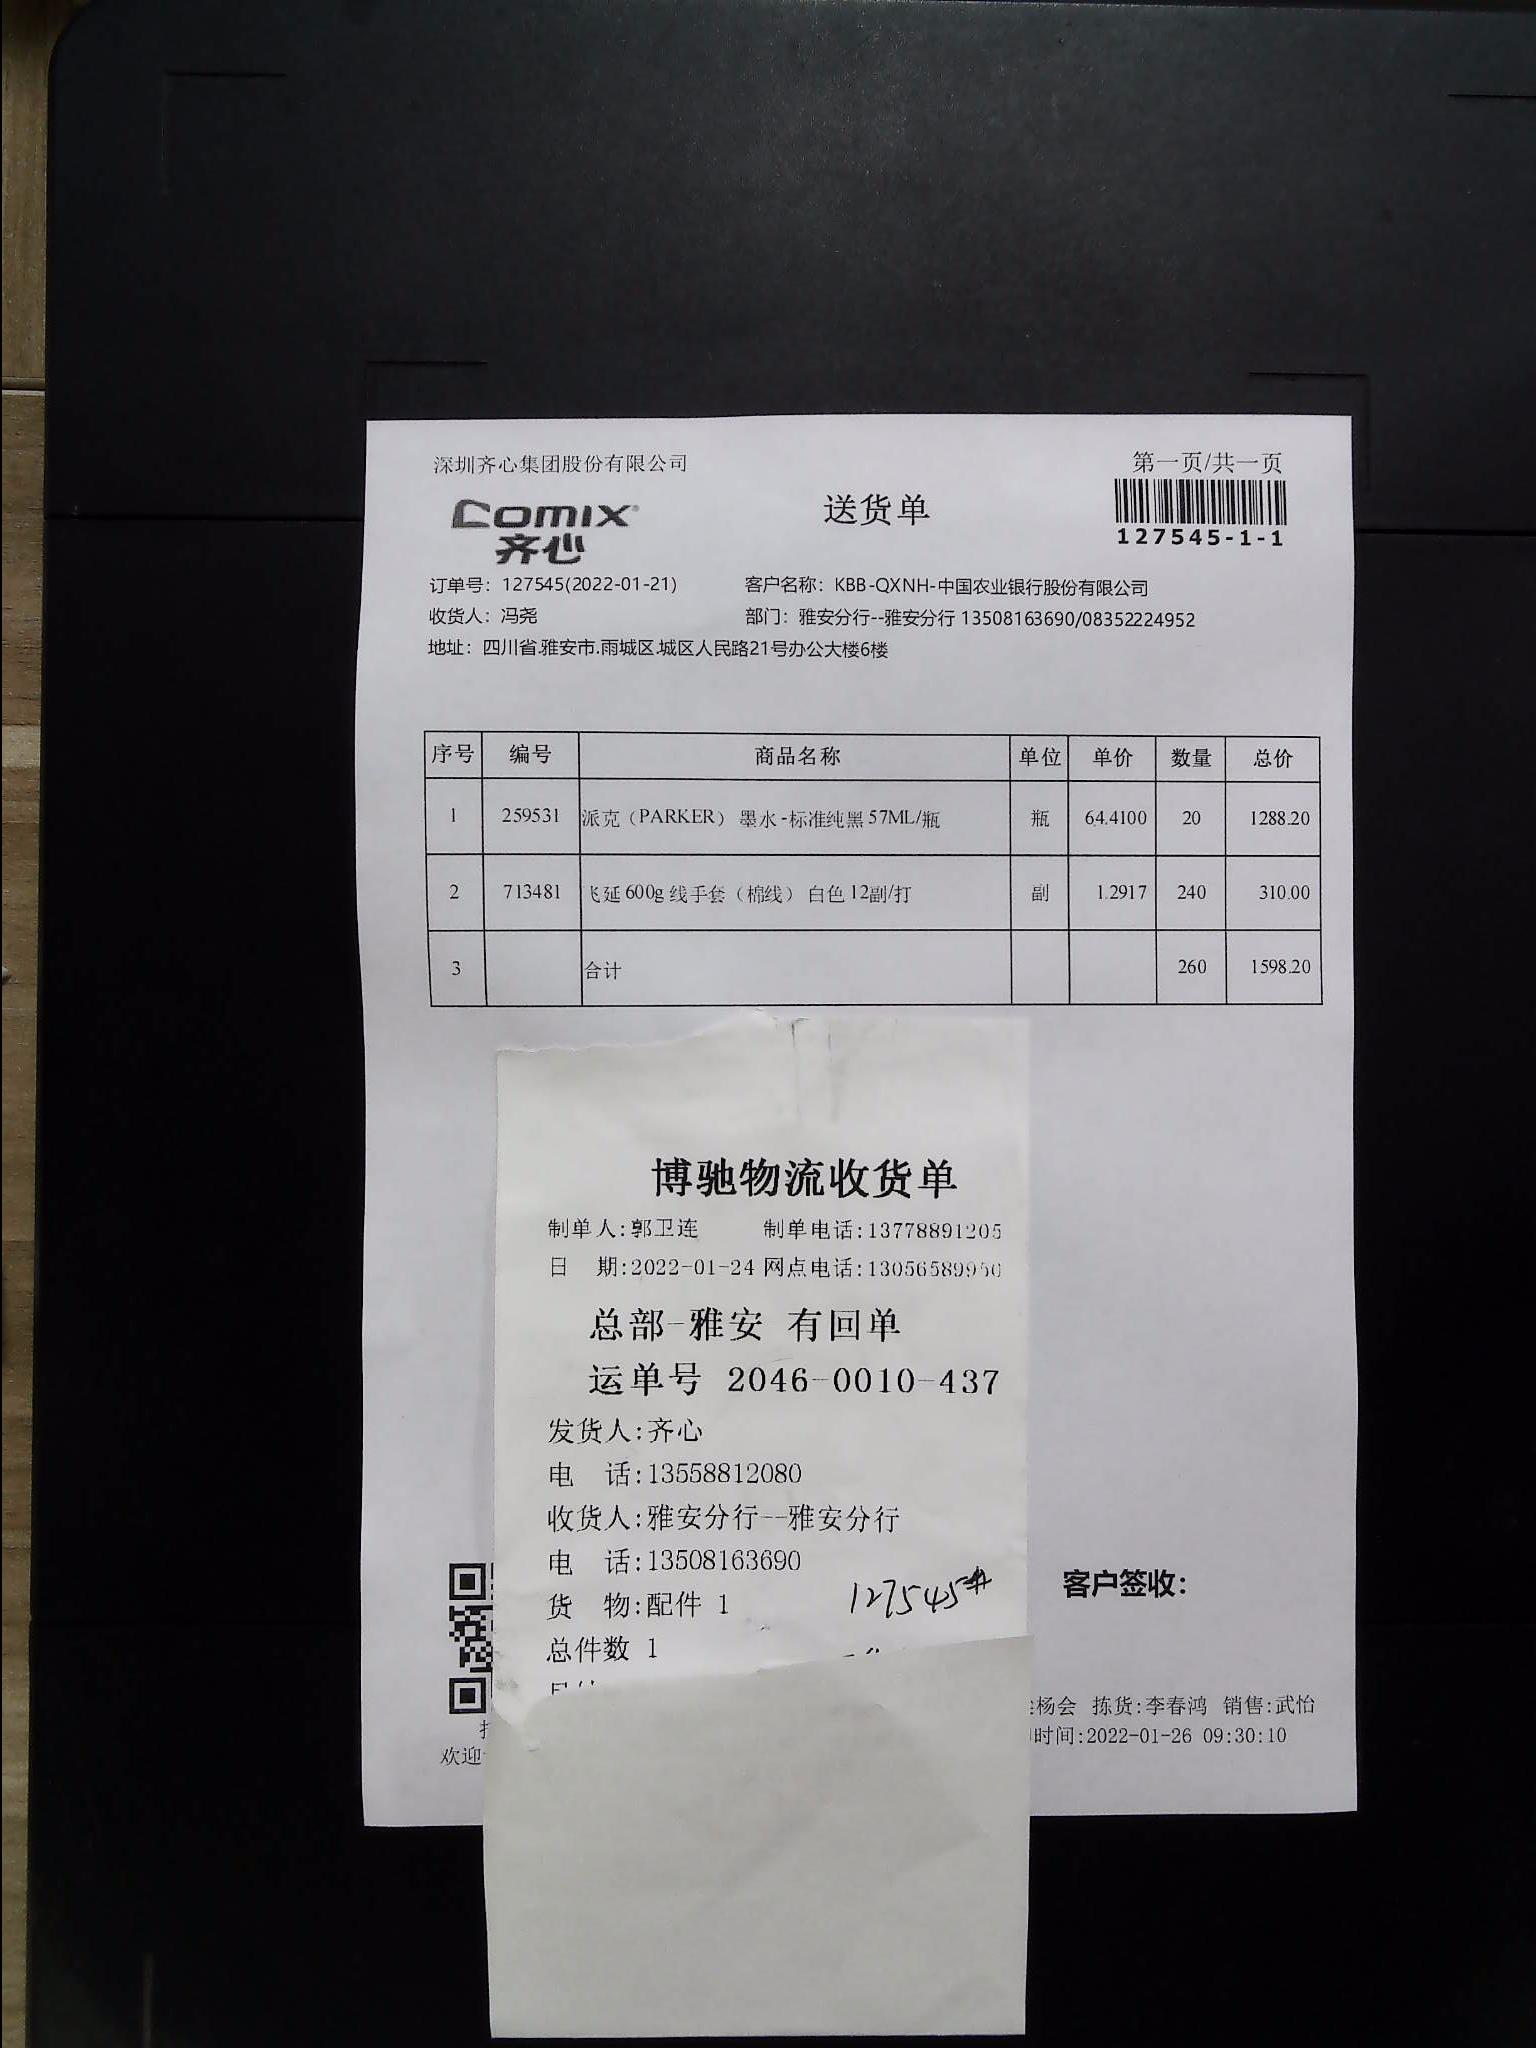 深圳齐心集团股份有限公司
第一页/共一页
Comix
齐心
送货单
127545-1-1
订单号：127545(2022-01-21) 客户名称：KBB-QXNH-中国农业银行股份有限公司
收货人：冯尧 部门：雅安分行--雅安分行 13508163690/08352224952
地址：四川省.雅安市.雨城区.城区人民路21号办公大楼6楼
序号 编号 商品名称 单位 单价 数量 总价
1 259531 派克（PARKER） 墨水-标准纯黑 57ML/瓶 瓶 64.4100 20 1288.20
2 713481 飞延 600g 线手套（棉线） 白色 12副/打 副 1.2917 240 310.00
3 合计 260 1598.20
博驰物流收货单
制单人:郭卫连 制单电话:13778891205
日 期:2022-01-24 网点电话:13056589950
总部-雅安 有回单
运单号 2046-0010-437
发货人:齐心
电 话:13558812080
收货人:雅安分行--雅安分行
电 话:13508163690
货 物:配件 1
127545#
总件数 1
客户签收:
杨会 拣货:李春鸿 销售:武怡
时间:2022-01-26 09:30:10
欢迎